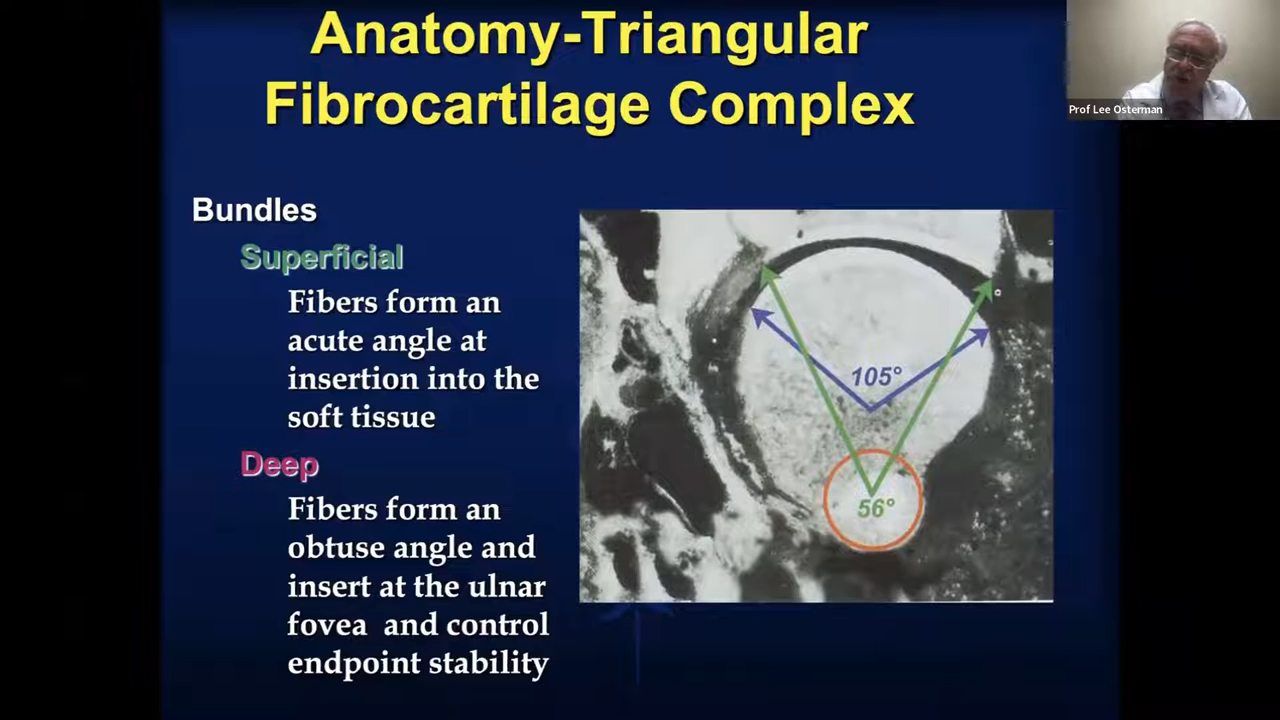 Anatomy-Triangular
Fibrocartilage Complex
Prof Lee Osterman
Bundles
Superficial
Fibers form an
acute angle at
insertion into the
soft tissue
Deep
Fibers form an
obtuse angle and
insert at the ulnar
fovea and control
endpoint stability
105°
56°